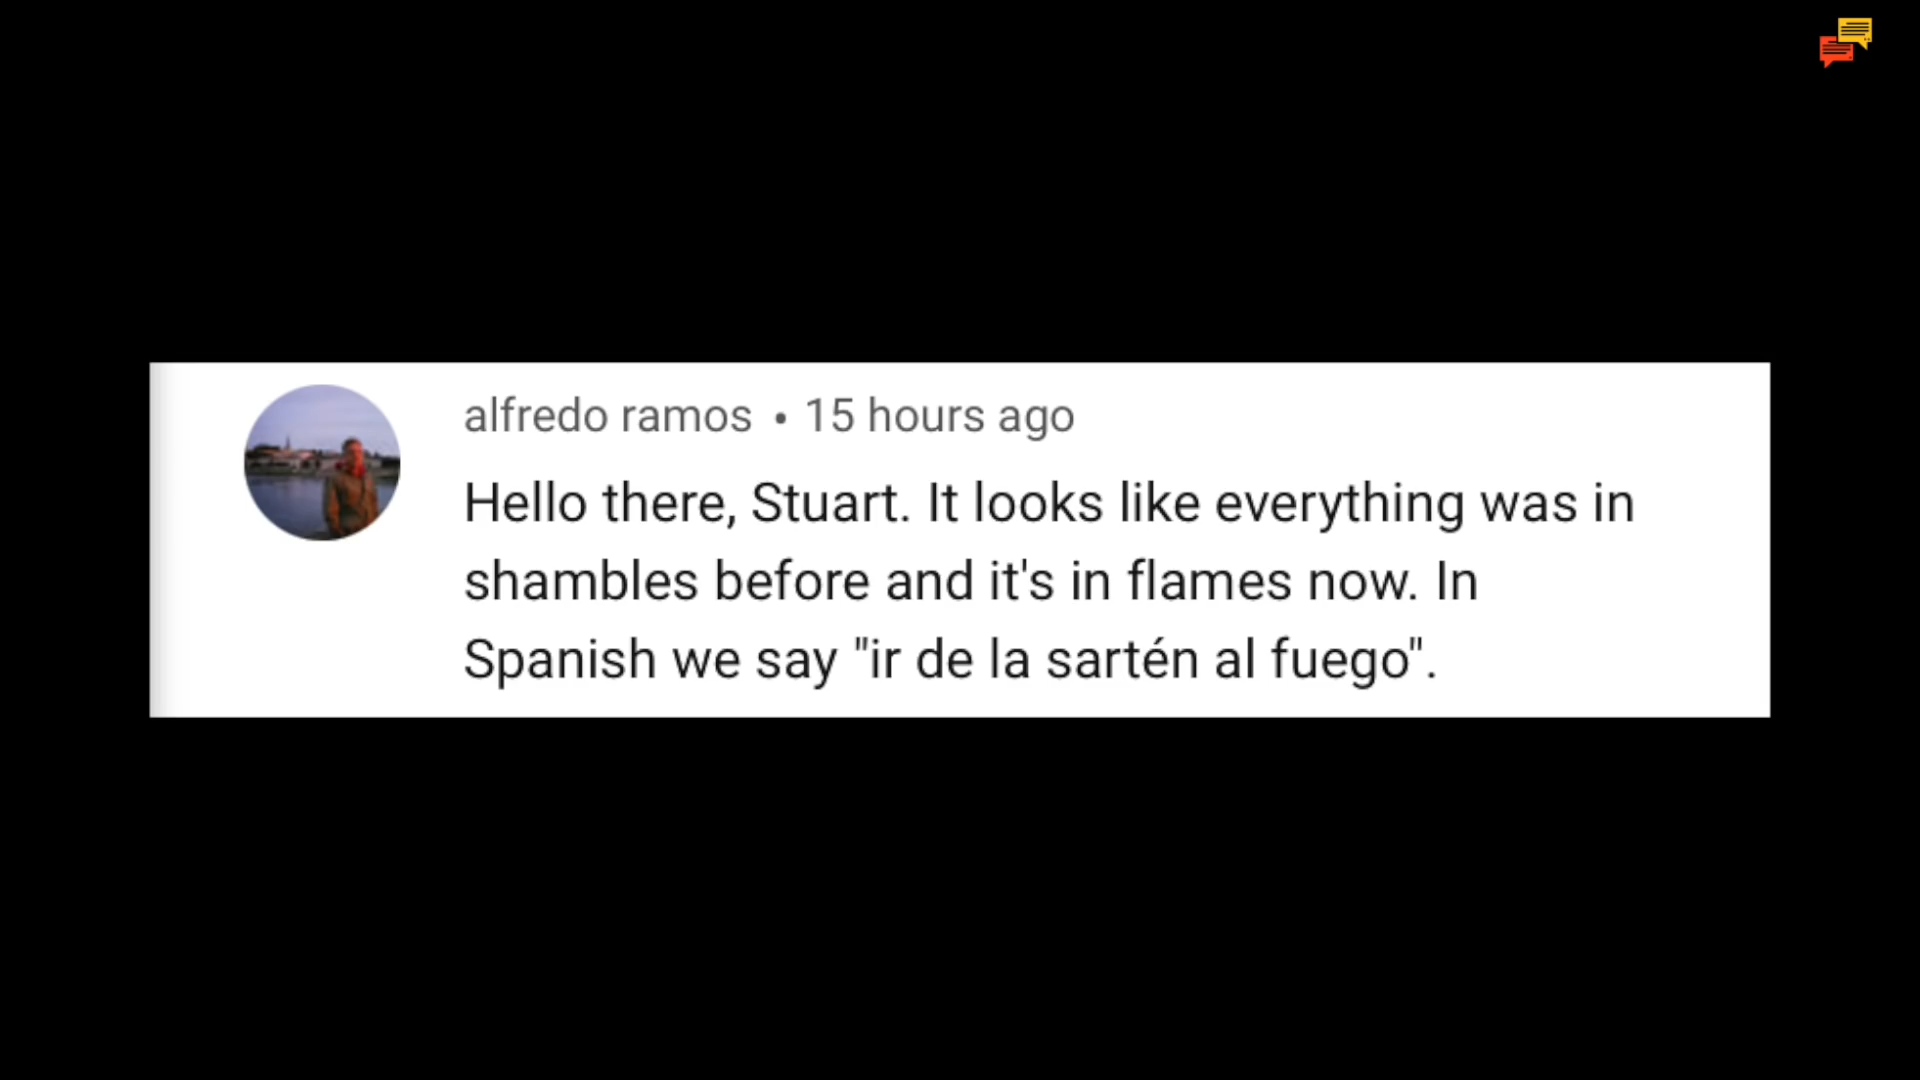 alfredo ramos • 15 hours ago
Hello there, Stuart. It looks like everything was in
shambles before and it's in flames now. In
Spanish we say "ir de la sartén al fuego".